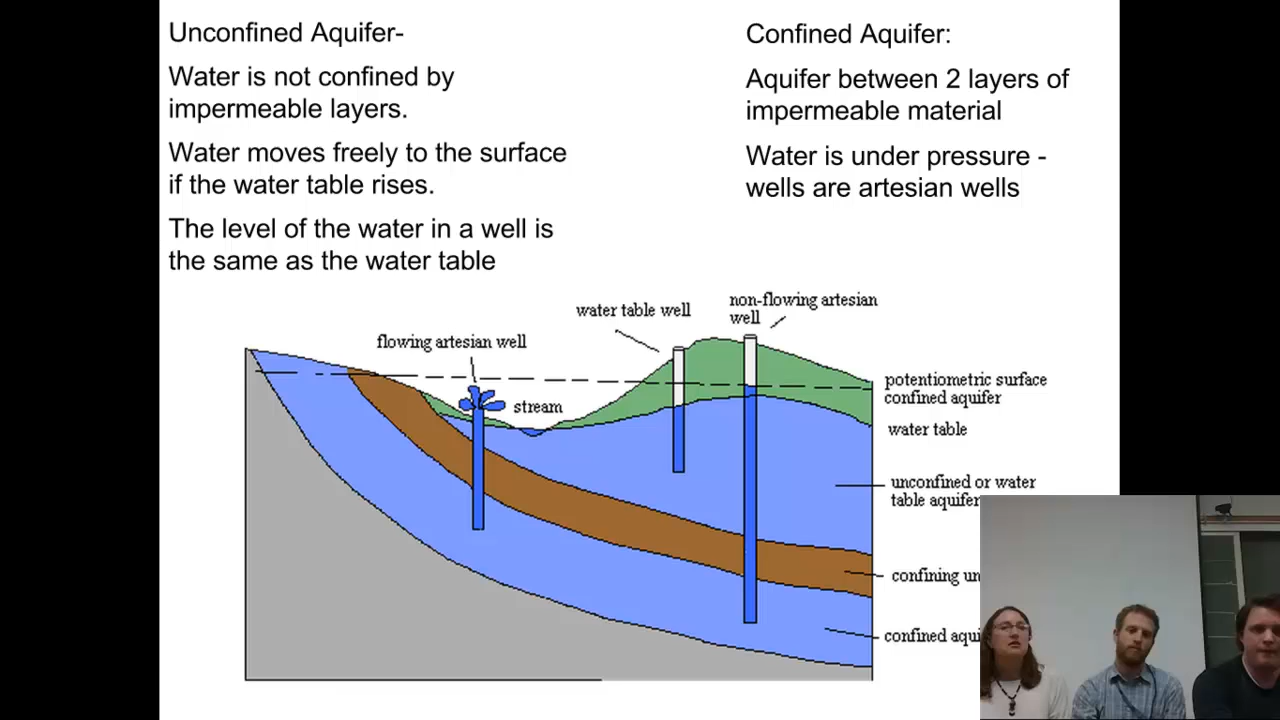 Unconfined Aquifer-
Water is not confined by
impermeable layers.
Water moves freely to the surface
if the water table rises.
The level of the water in a well is
the same as the water table
Confined Aquifer:
Aquifer between 2 layers of
impermeable material
Water is under pressure -
wells are artesian wells
non-flowing artesian
well
water table well
flowing artesian well
stream
potentiometric surface
confined aquifer
water table
unconfined or water
table aquifer
confining
confined